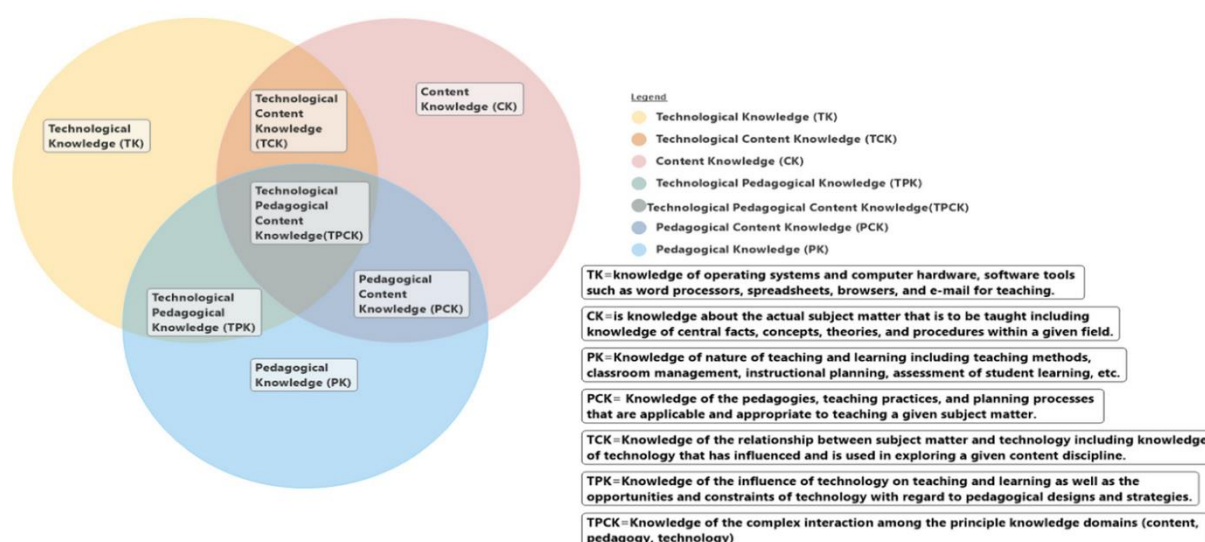 Technological
Knowledge (TK)
Technological
Content
Knowledge
(TCK)
Content
Knowledge (CK)
Technological
Pedagogical
Content
Knowledge(TPCK)
Technological
Pedagogical
Knowledge (TPK)
Pedagogical
Content
Knowledge (PCK)
Pedagogical
Knowledge (PK)
Legend
Technological Knowledge (TK)
Technological Content Knowledge (TCK)
Content Knowledge (CK)
Technological Pedagogical Knowledge (TPK)
Technological Pedagogical Content Knowledge(TPCK)
Pedagogical Content Knowledge (PCK)
Pedagogical Knowledge (PK)
TK=knowledge of operating systems and computer hardware, software tools
such as word processors, spreadsheets, browsers, and e-mail for teaching.
CK=is knowledge about the actual subject matter that is to be taught including
knowledge of central facts, concepts, theories, and procedures within a given field.
PK=Knowledge of nature of teaching and learning including teaching methods,
classroom management, instructional planning, assessment of student learning, etc.
PCK= Knowledge of the pedagogies, teaching practices, and planning processes
that are applicable and appropriate to teaching a given subject matter.
TCK=Knowledge of the relationship between subject matter and technology including knowledge
of technology that has influenced and is used in exploring a given content discipline.
TPK=Knowledge of the influence of technology on teaching and learning as well as the
opportunities and constraints of technology with regard to pedagogical designs and strategies.
TPCK=Knowledge of the complex interaction among the principle knowledge domains (content,
pedagogy, technology)